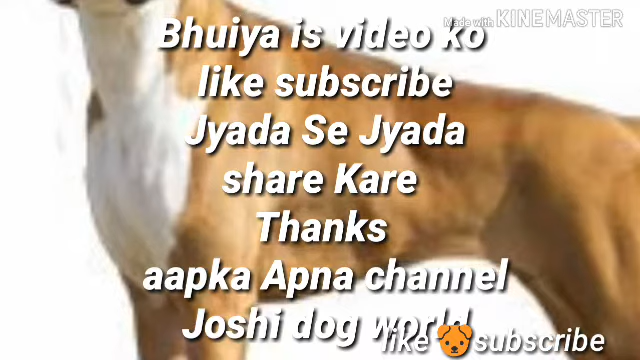 Made with KINEMASTER
Bhuiya is video ko
like subscribe
Jyada Se Jyada
share Kare
Thanks
aapka Apna channel
Joshi dog world
like🐶subscribe